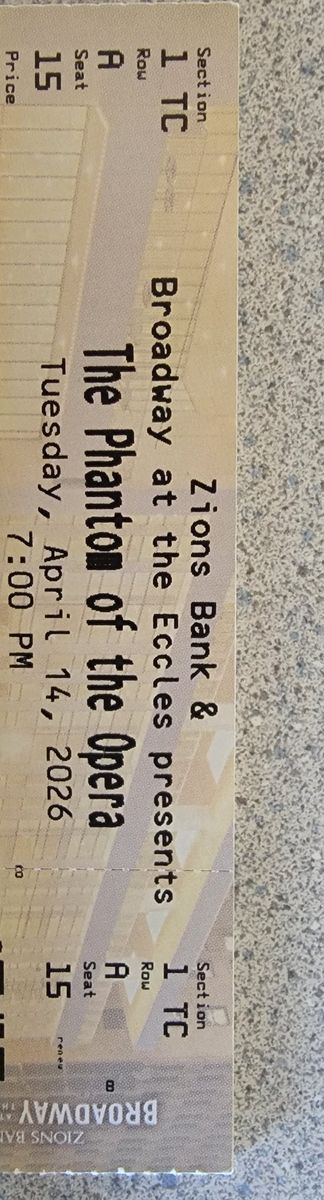 Section
1 TC
Row
A
Seat
15
Price
Zions Bank &
Broadway at the Eccles presents
The Phantom of the Opera
Tuesday, April 14, 2026
7:00 PM
Section
1 TC
Row
A
Seat
15
BROADWAY
ZIONS BA